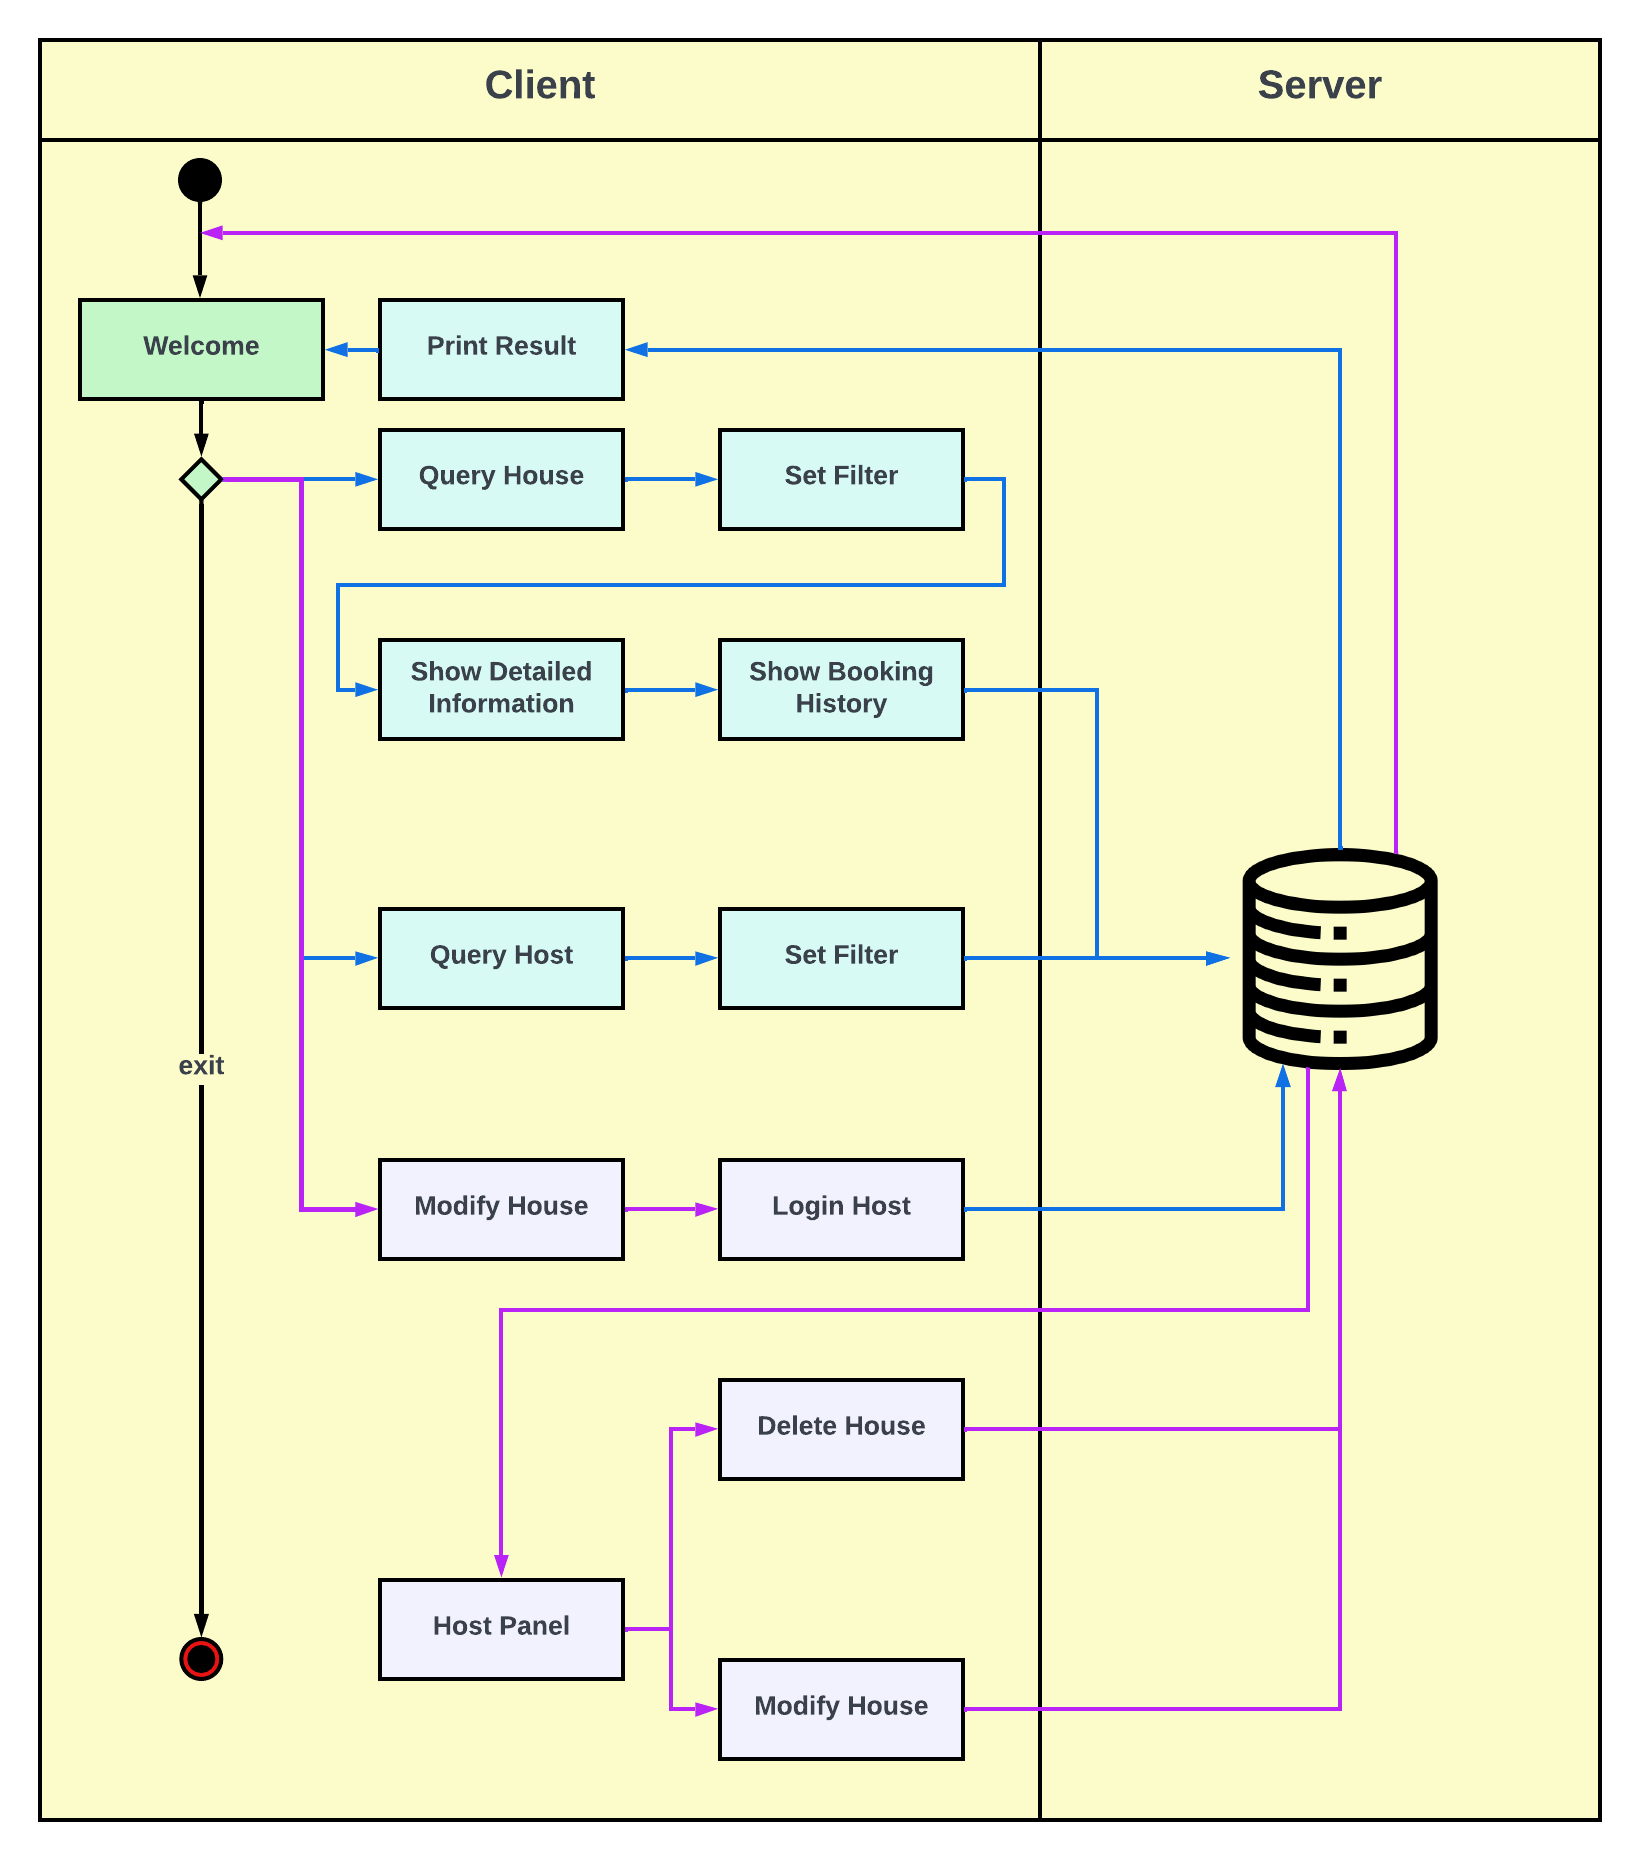 Client
Server
Welcome
Print Result
Query House
Set Filter
Show Detailed
Information
Show Booking
History
Query Host
Set Filter
exit
Modify House
Login Host
Delete House
Host Panel
Modify House